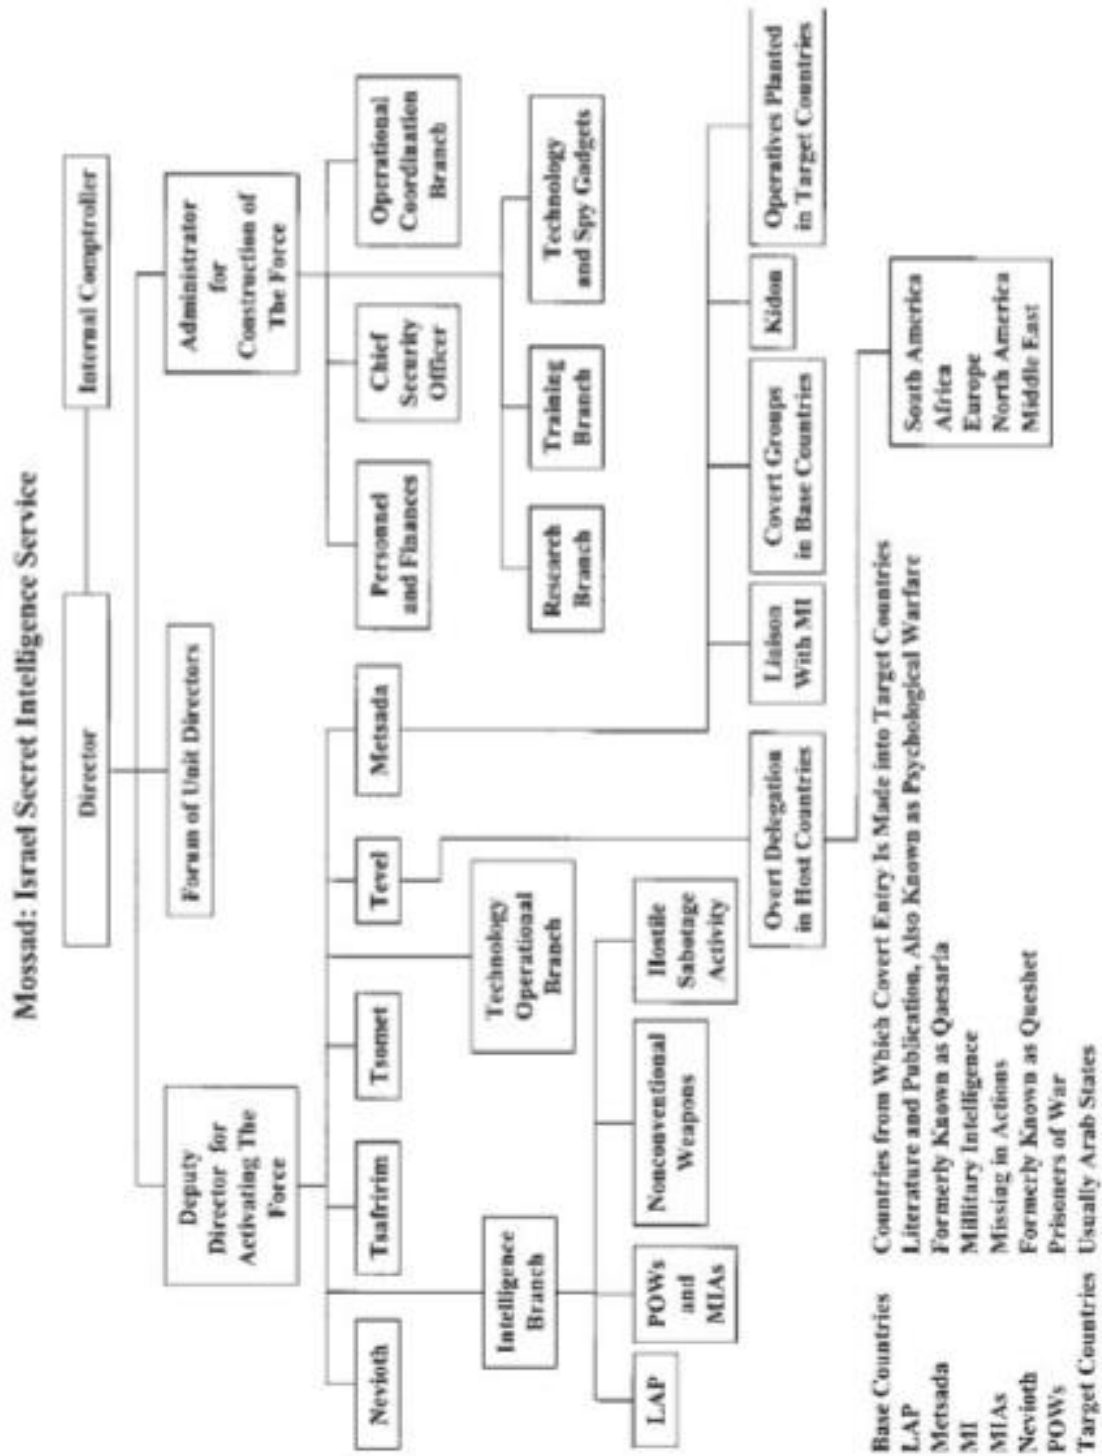 Mossad: Israel Secret Intelligence Service
Director
Internal Comptroller
Forum of Unit Directors
Deputy
Director for
Activating The
Force
Administrator
for
Construction of
The Force
Nevioth
Tsafririm
Tsomet
Tevel
Metsada
Personnel
and Finances
Chief
Security
Officer
Operational
Coordination
Branch
Intelligence
Branch
Technology
Operational
Branch
Research
Branch
Training
Branch
Technology
and Spy Gadgets
LAP
POWs
and
MIAs
Nonconventional
Weapons
Hostile
Sabotage
Activity
Overt Delegation
in Host Countries
Liaison
With MI
Covert Groups
in Base Countries
Kidon
Operatives Planted
in Target Countries
South America
Africa
Europe
North America
Middle East
Base Countries Countries from Which Covert Entry Is Made into Target Countries
LAP Literature and Publication, Also Known as Psychological Warfare
Metsada Formerly Known as Qaesaria
MI Millitary Intelligence
MIAs Missing in Actions
Nevioth Formerly Known as Queshet
POWs Prisoners of War
Target Countries Usually Arab States